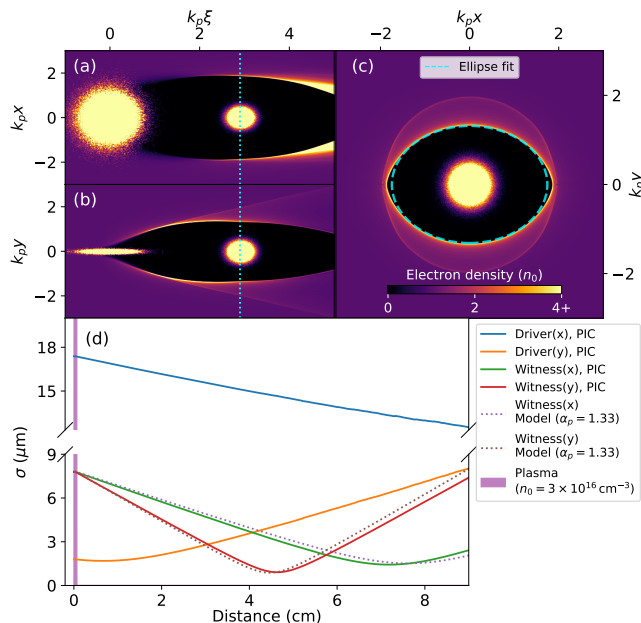 k_pξ
k_px
0 2 4
−2 0 2
(a)
k_px
2
0
−2
(b)
k_py
2
0
−2
(c)
Ellipse fit
k_py
2
0
−2
Electron density (n_0)
0 2 4+
(d)
18
15
9
6
3
0
σ (μm)
0 2 4 6 8
Distance (cm)
Driver(x), PIC
Driver(y), PIC
Witness(x), PIC
Witness(y), PIC
Witness(x)
Model (α_p = 1.33)
Witness(y)
Model (α_p = 1.33)
Plasma
(n_0 = 3 × 10^16 cm^−3)